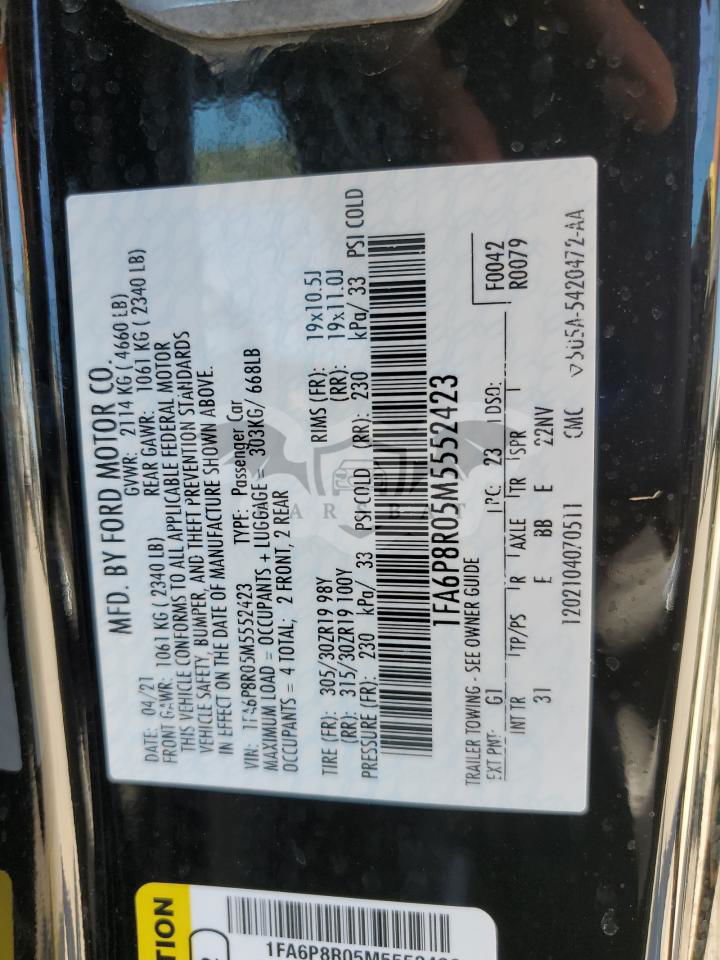 MFD. BY FORD MOTOR CO.
DATE: 04/21 GVWR: 2114 KG ( 4660 LB)
FRONT GAWR: 1061 KG ( 2340 LB) REAR GAWR: 1061 KG ( 2340 LB)
THIS VEHICLE CONFORMS TO ALL APPLICABLE FEDERAL MOTOR
VEHICLE SAFETY, BUMPER, AND THEFT PREVENTION STANDARDS
IN EFFECT ON THE DATE OF MANUFACTURE SHOWN ABOVE.
VIN: 1FA6P8R05M5552423 TYPE: Passenger Car
MAXIMUM LOAD = OCCUPANTS + LUGGAGE = 303KG/ 668LB
OCCUPANTS = 4 TOTAL; 2 FRONT, 2 REAR
TIRE (FR): 305/30ZR19 98Y RIMS (FR): 19x10.5J
(RR): 315/30ZR19 100Y (RR): 19x11.0J
PRESSURE (FR): 230 kPa/ 33 PSI COLD (RR): 230 kPa/ 33 PSI COLD
1FA6P8R05M5552423
TRAILER TOWING - SEE OWNER GUIDE F0042
EXT PNT: G1 RC: 23 DSO: R0079
INT TR TP/PS R AXLE TR SPR
31 E BB E 22NV
1202104070511 CMC
CARSBAT
TION